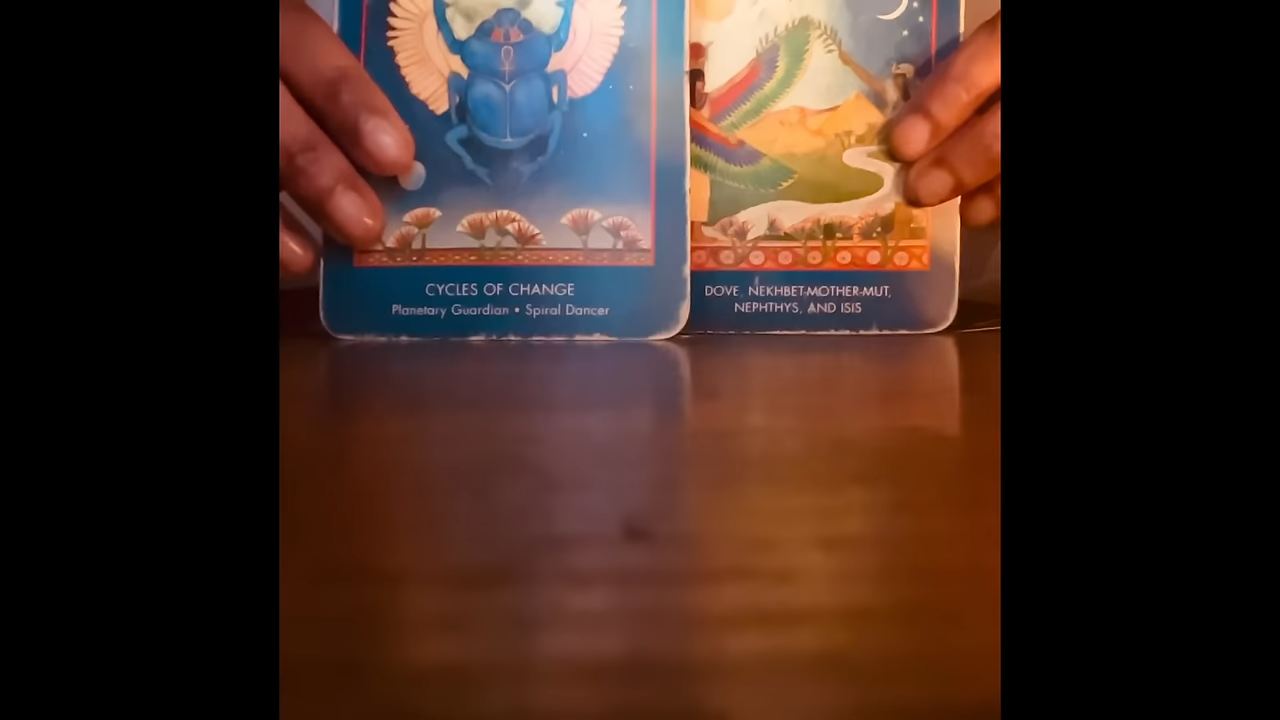 CYCLES OF CHANGE
Planetary Guardian • Spiral Dancer
DOVE, NEKHBET-MOTHER-MUT,
NEPHTHYS, AND ISIS